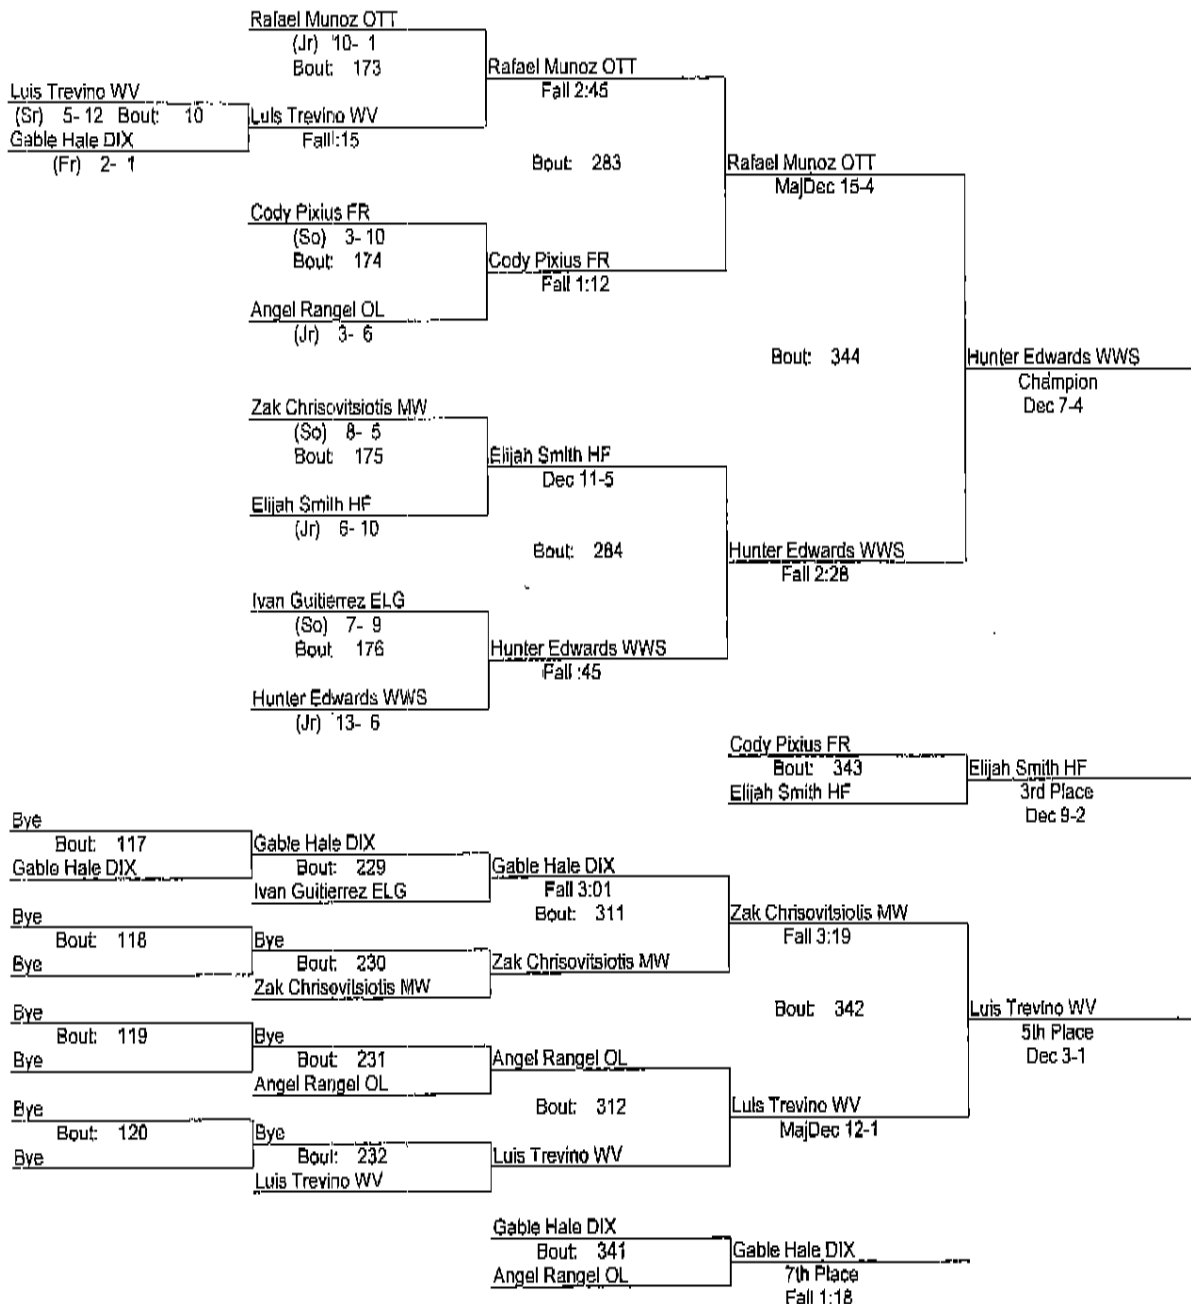 Rafael Munoz OTT
(Jr) 10- 1
Bout: 173
Rafael Munoz OTT
Fall 2:45
Luis Trevino WV
(Sr) 5- 12 Bout: 10
Luis Trevino WV
Fall :15
Gable Hale DIX
(Fr) 2- 1
Bout: 283
Rafael Munoz OTT
MajDec 15-4
Cody Pixius FR
(So) 3- 10
Bout: 174
Cody Pixius FR
Fall 1:12
Angel Rangel OL
(Jr) 3- 6
Bout: 344
Hunter Edwards WWS
Champion
Dec 7-4
Zak Chrisovitsiotis MW
(So) 8- 5
Bout: 175
Elijah Smith HF
Dec 11-5
Elijah Smith HF
(Jr) 6- 10
Bout: 284
Hunter Edwards WWS
Fall 2:28
Ivan Guitierrez ELG
(So) 7- 9
Bout: 176
Hunter Edwards WWS
Fall :45
Hunter Edwards WWS
(Jr) 13- 6
Cody Pixius FR
Bout: 343
Elijah Smith HF
Elijah Smith HF
3rd Place
Dec 9-2
Bye
Bout: 117
Gable Hale DIX
Gable Hale DIX
Bout: 229
Ivan Guitierrez ELG
Gable Hale DIX
Fall 3:01
Bout: 311
Zak Chrisovitsiotis MW
Fall 3:19
Bye
Bout: 118
Bye
Bye
Bout: 230
Zak Chrisovitsiotis MW
Zak Chrisovitsiotis MW
Bout: 342
Luis Trevino WV
5th Place
Dec 3-1
Bye
Bout: 119
Bye
Bye
Bout: 231
Angel Rangel OL
Angel Rangel OL
Bout: 312
Luis Trevino WV
MajDec 12-1
Bye
Bout: 120
Bye
Bye
Bout: 232
Luis Trevino WV
Luis Trevino WV
Gable Hale DIX
Bout: 341
Angel Rangel OL
Gable Hale DIX
7th Place
Fall 1:18